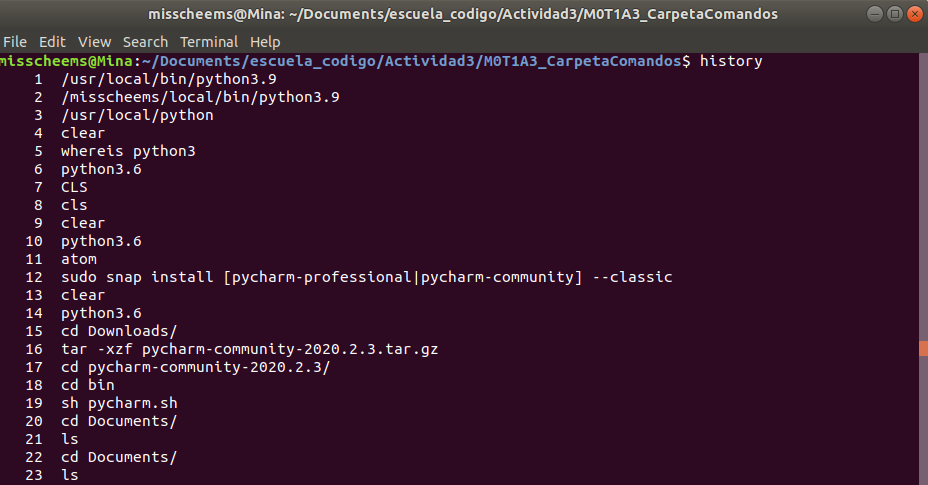 misscheems@Mina: ~/Documents/escuela_codigo/Actividad3/M0T1A3_CarpetaComandos
File Edit View Search Terminal Help
misscheems@Mina:~/Documents/escuela_codigo/Actividad3/M0T1A3_CarpetaComandos$ history
1 /usr/local/bin/python3.9
2 /misscheems/local/bin/python3.9
3 /usr/local/python
4 clear
5 whereis python3
6 python3.6
7 CLS
8 cls
9 clear
10 python3.6
11 atom
12 sudo snap install [pycharm-professional|pycharm-community] --classic
13 clear
14 python3.6
15 cd Downloads/
16 tar -xzf pycharm-community-2020.2.3.tar.gz
17 cd pycharm-community-2020.2.3/
18 cd bin
19 sh pycharm.sh
20 cd Documents/
21 ls
22 cd Documents/
23 ls